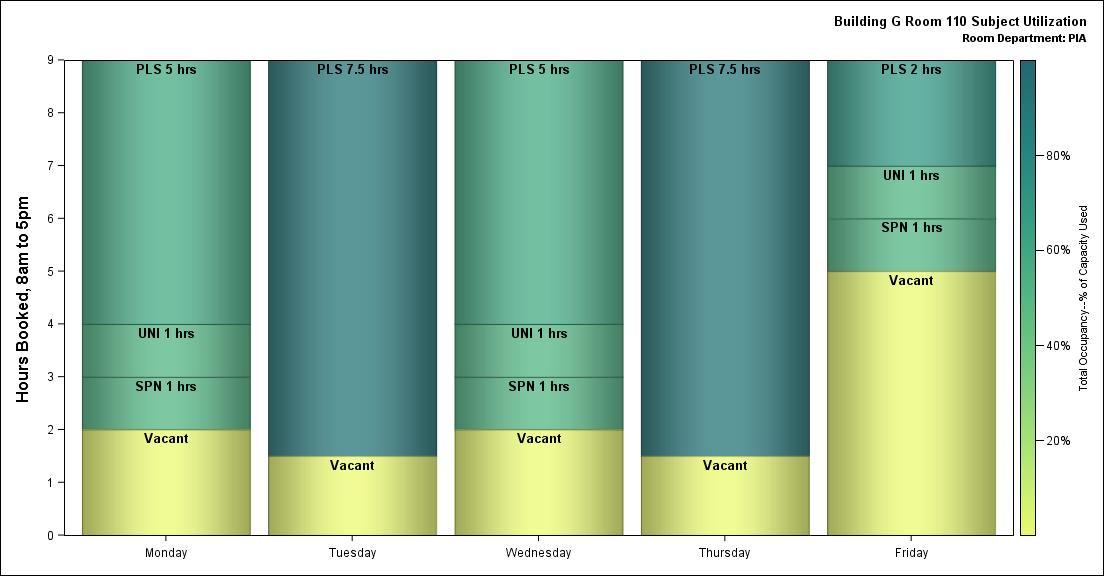 Building G Room 110 Subject Utilization
Room Department: PIA
Hours Booked, 8am to 5pm
9
8
7
6
5
4
3
2
1
0
PLS 5 hrs
UNI 1 hrs
SPN 1 hrs
Vacant
Monday
PLS 7.5 hrs
Vacant
Tuesday
PLS 5 hrs
UNI 1 hrs
SPN 1 hrs
Vacant
Wednesday
PLS 7.5 hrs
Vacant
Thursday
PLS 2 hrs
UNI 1 hrs
SPN 1 hrs
Vacant
Friday
80%
60%
40%
20%
Total Occupancy--% of Capacity Used